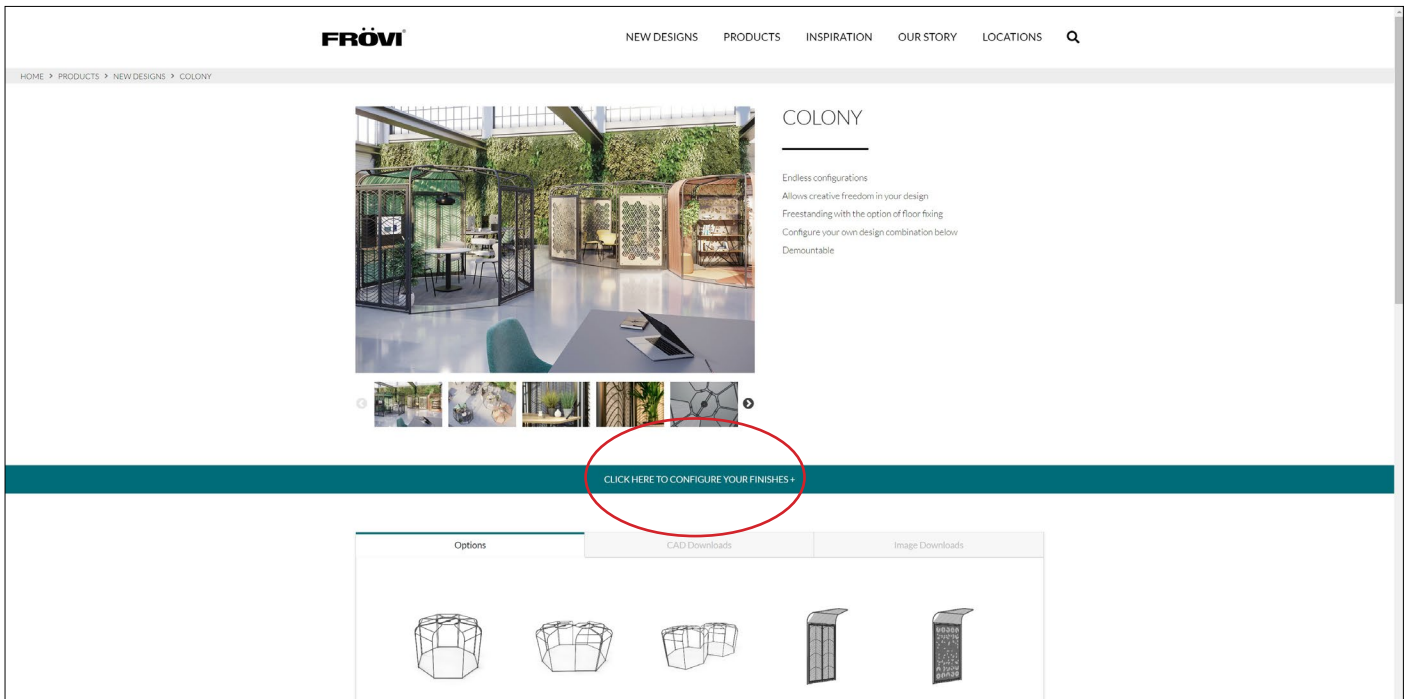 FRÖVI
NEW DESIGNS PRODUCTS INSPIRATION OUR STORY LOCATIONS
HOME > PRODUCTS > NEW DESIGNS > COLONY
COLONY
Endless configurations
Allows creative freedom in your design
Freestanding with the option of floor fixing
Configure your own design combination below
Demountable
CLICK HERE TO CONFIGURE YOUR FINISHES +
Options CAD Downloads Image Downloads